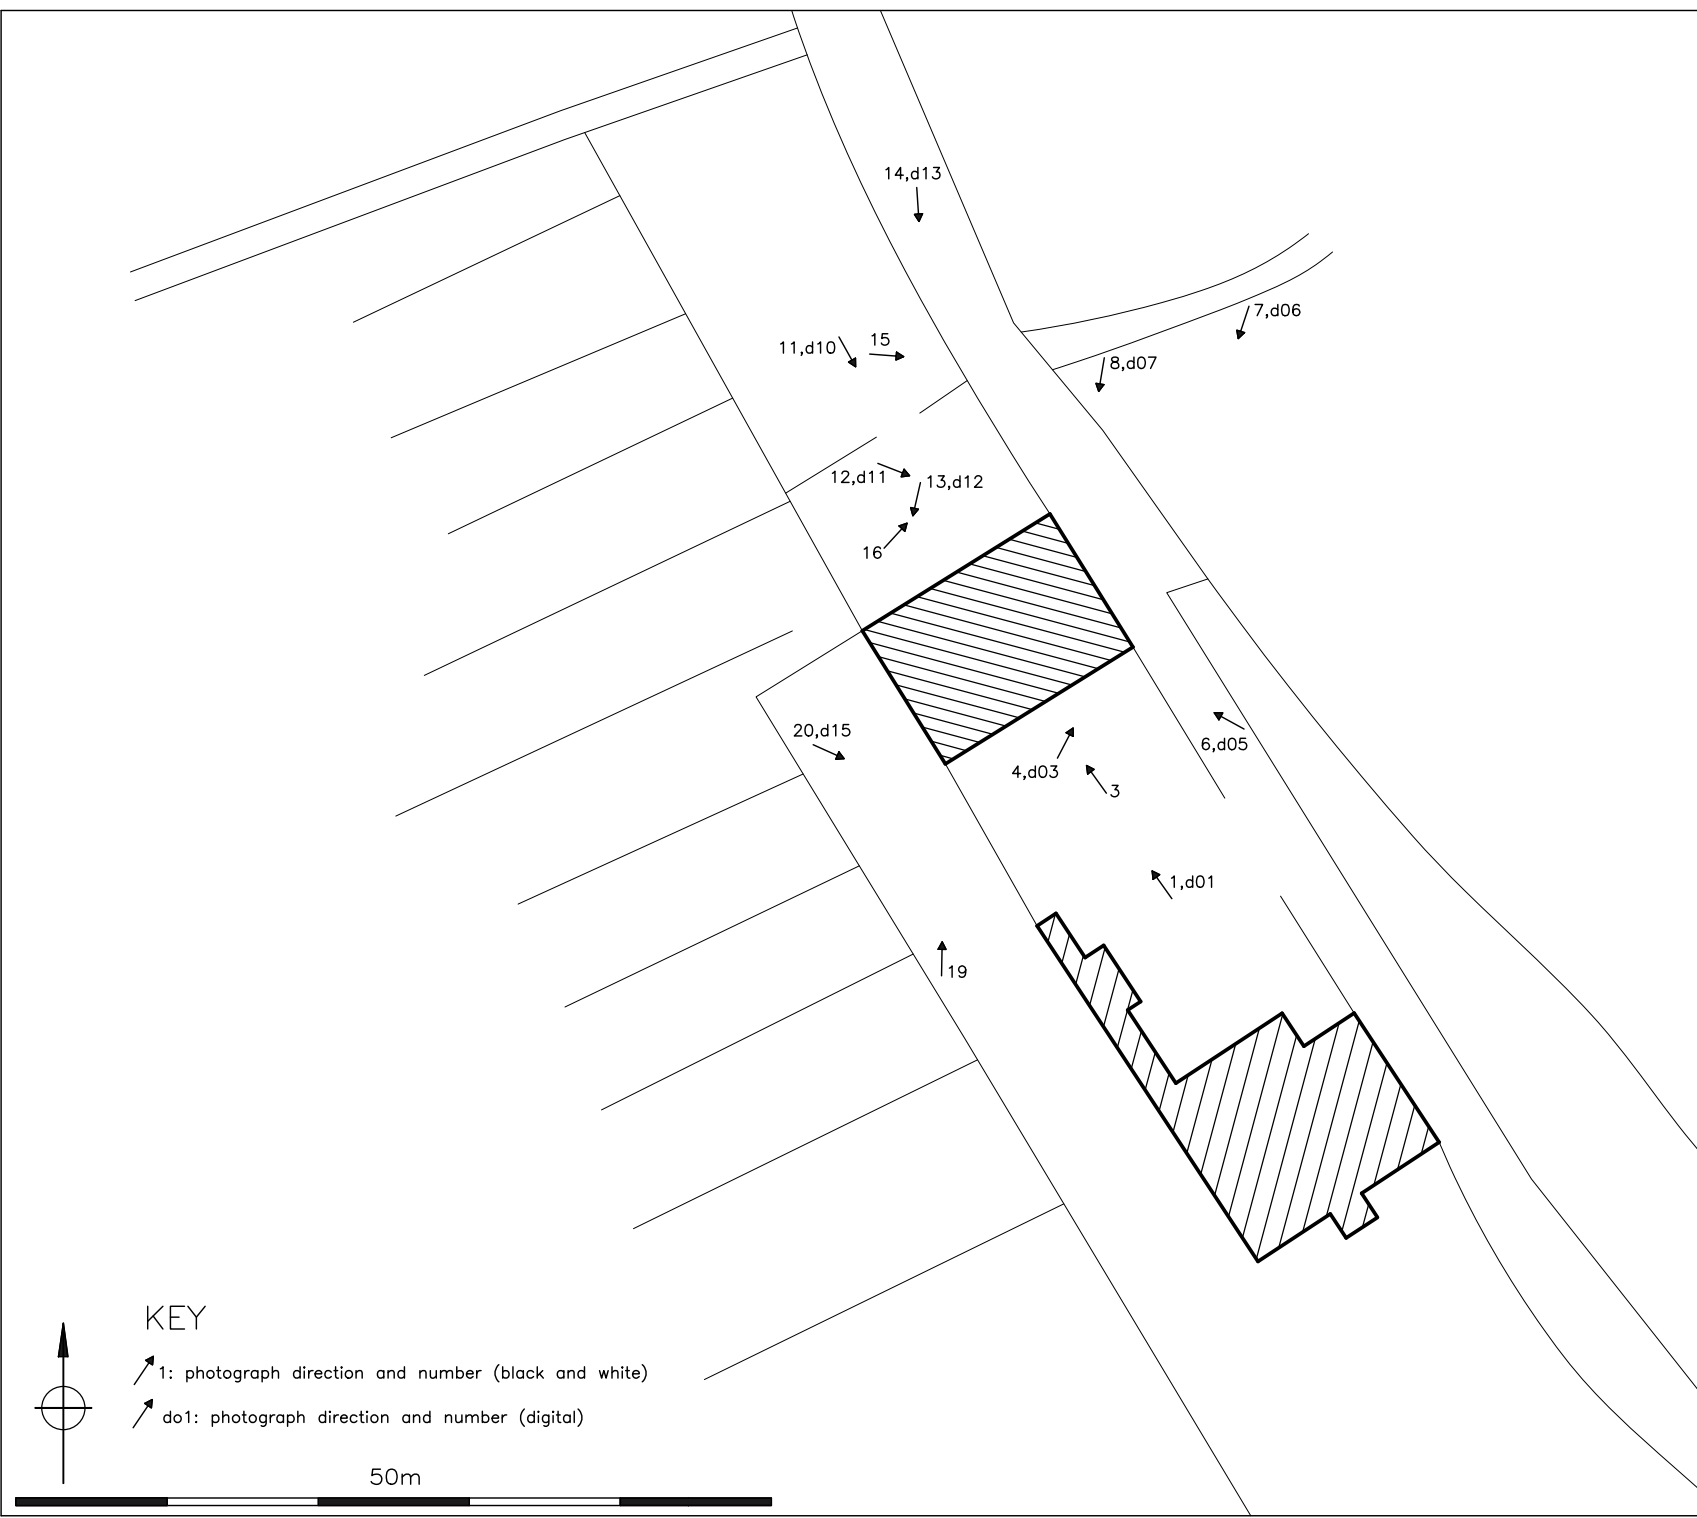 14,d13
7,d06
11,d10
15
8,d07
12,d11
13,d12
16
20,d15
6,d05
4,d03
3
1,d01
19
KEY
1: photograph direction and number (black and white)
do1: photograph direction and number (digital)
50m